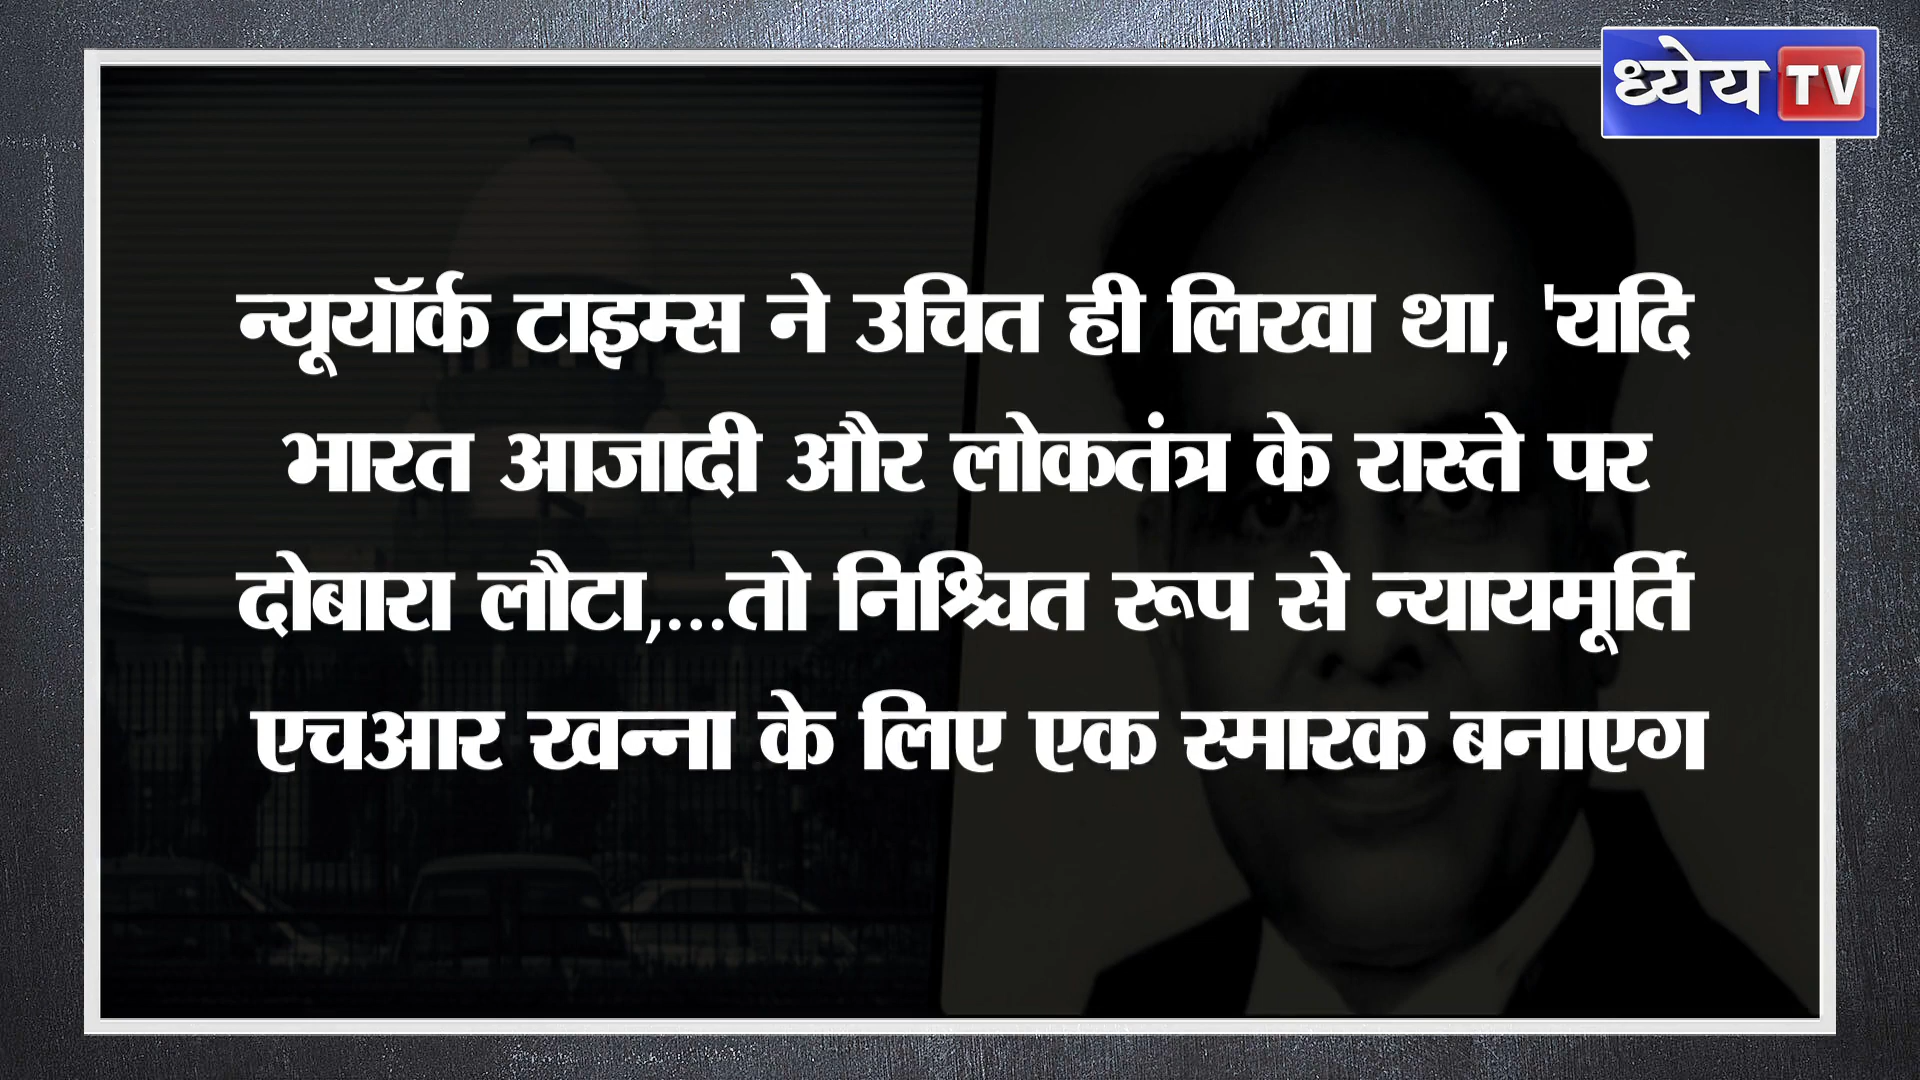 ध्येय TV
न्यूयॉर्क टाइम्स ने उचित ही लिखा था, 'यदि
भारत आजादी और लोकतंत्र के रास्ते पर
दोबारा लौटा,...तो निश्चित रूप से न्यायमूर्ति
एचआर खन्ना के लिए एक स्मारक बनाएग